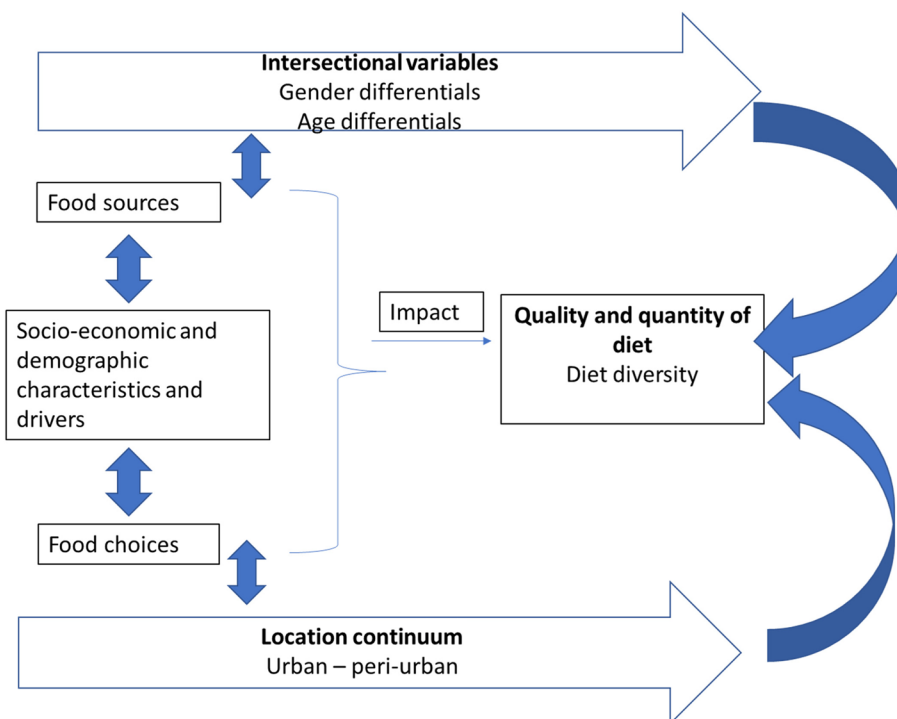 Intersectional variables
Gender differentials
Age differentials
Food sources
Socio-economic and
demographic
characteristics and
drivers
Food choices
Impact
Quality and quantity of
diet
Diet diversity
Location continuum
Urban – peri-urban